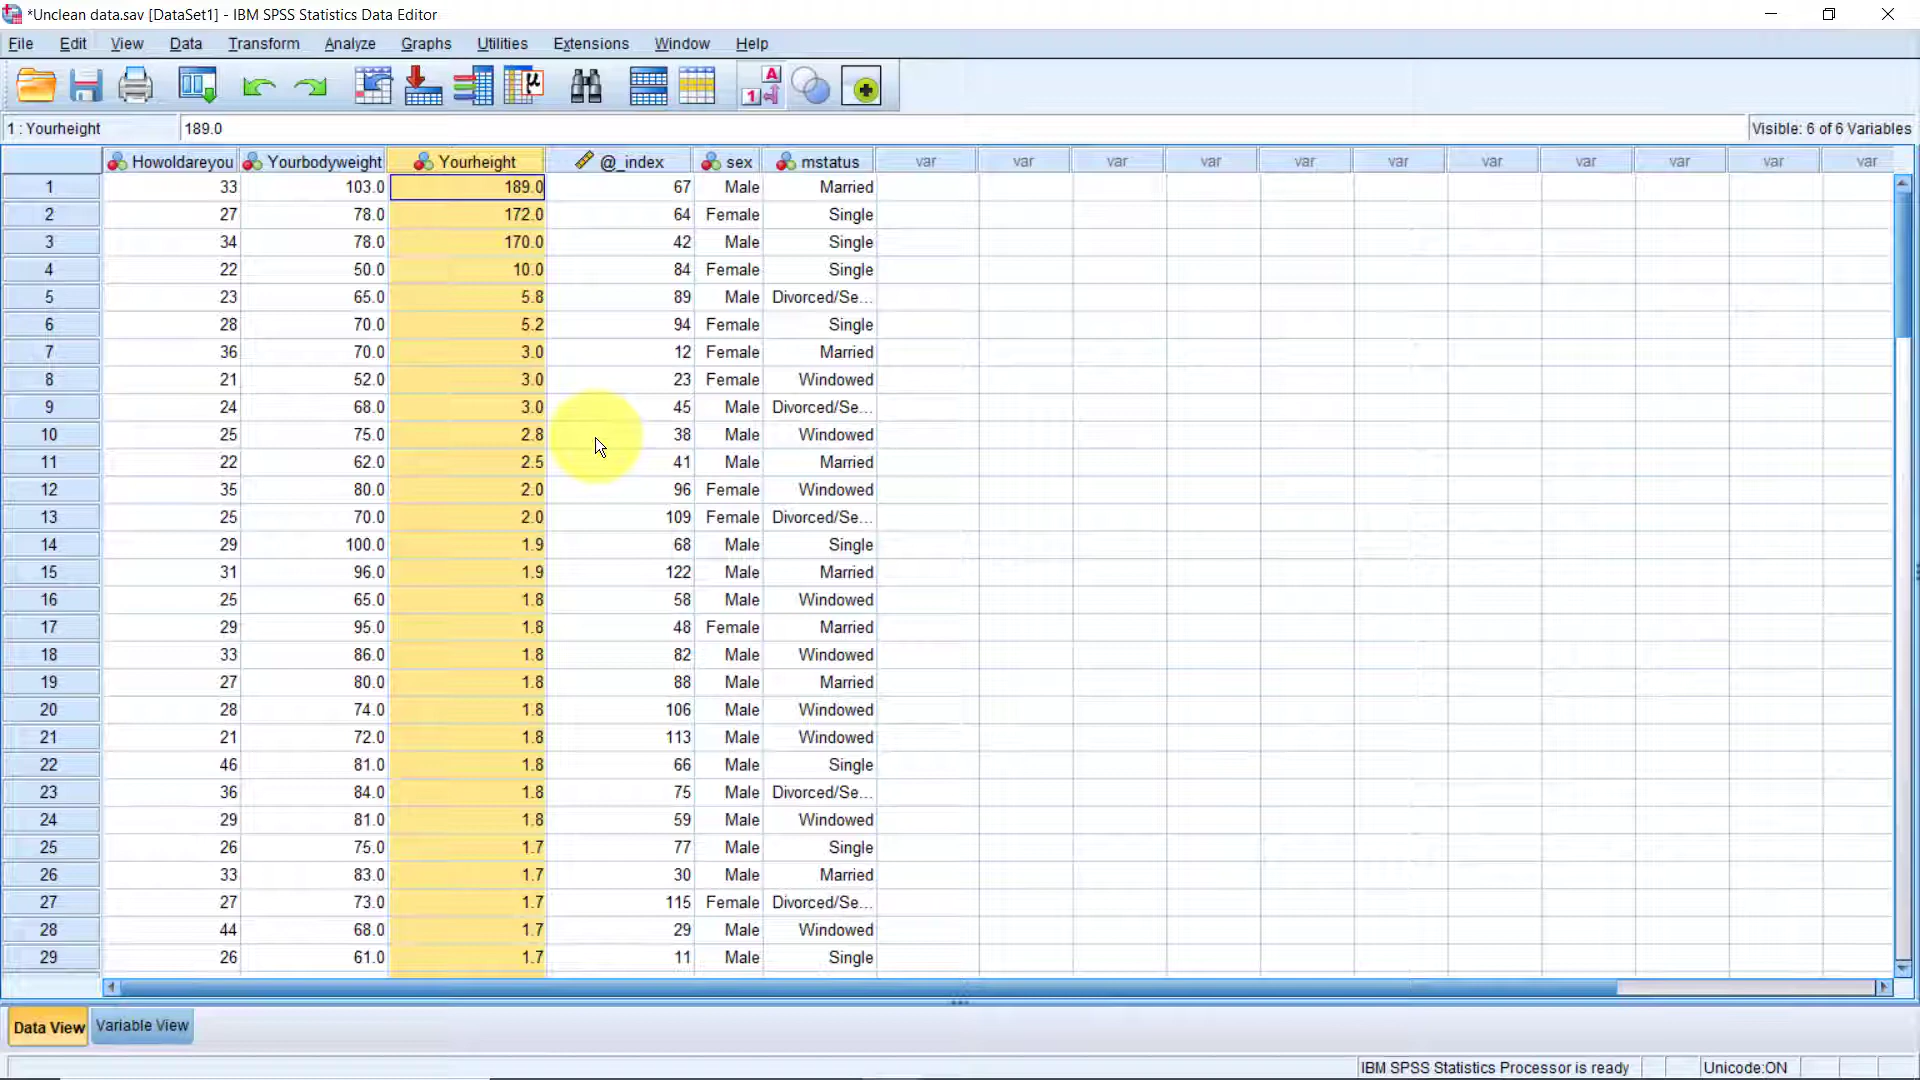 *Unclean data.sav [DataSet1] - IBM SPSS Statistics Data Editor
File Edit View Data Transform Analyze Graphs Utilities Extensions Window Help
1 : Yourheight 189.0 Visible: 6 of 6 Variables
Howoldareyou Yourbodyweight Yourheight @_index sex mstatus var var var var var var var var var var var
1 33 103.0 189.0 67 Male Married
2 27 78.0 172.0 64 Female Single
3 34 78.0 170.0 42 Male Single
4 22 50.0 10.0 84 Female Single
5 23 65.0 5.8 89 Male Divorced/Se...
6 28 70.0 5.2 94 Female Single
7 36 70.0 3.0 12 Female Married
8 21 52.0 3.0 23 Female Windowed
9 24 68.0 3.0 45 Male Divorced/Se...
10 25 75.0 2.8 38 Male Windowed
11 22 62.0 2.5 41 Male Married
12 35 80.0 2.0 96 Female Windowed
13 25 70.0 2.0 109 Female Divorced/Se...
14 29 100.0 1.9 68 Male Single
15 31 96.0 1.9 122 Male Married
16 25 65.0 1.8 58 Male Windowed
17 29 95.0 1.8 48 Female Married
18 33 86.0 1.8 82 Male Windowed
19 27 80.0 1.8 88 Male Married
20 28 74.0 1.8 106 Male Windowed
21 21 72.0 1.8 113 Male Windowed
22 46 81.0 1.8 66 Male Single
23 36 84.0 1.8 75 Male Divorced/Se...
24 29 81.0 1.8 59 Male Windowed
25 26 75.0 1.7 77 Male Single
26 33 83.0 1.7 30 Male Married
27 27 73.0 1.7 115 Female Divorced/Se...
28 44 68.0 1.7 29 Male Windowed
29 26 61.0 1.7 11 Male Single
Data View Variable View
IBM SPSS Statistics Processor is ready Unicode:ON